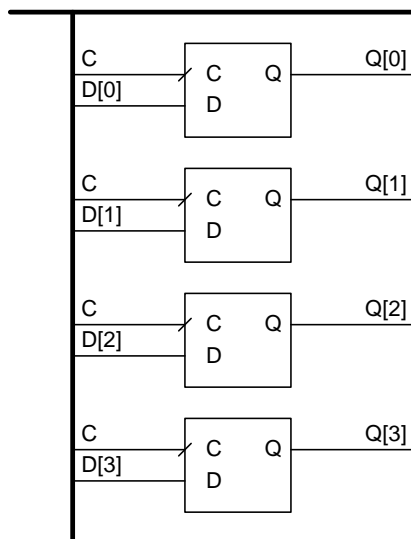 C Q[0]
C Q
D[0]
D
C Q[1]
C Q
D[1]
D
C Q[2]
C Q
D[2]
D
C Q[3]
C Q
D[3]
D